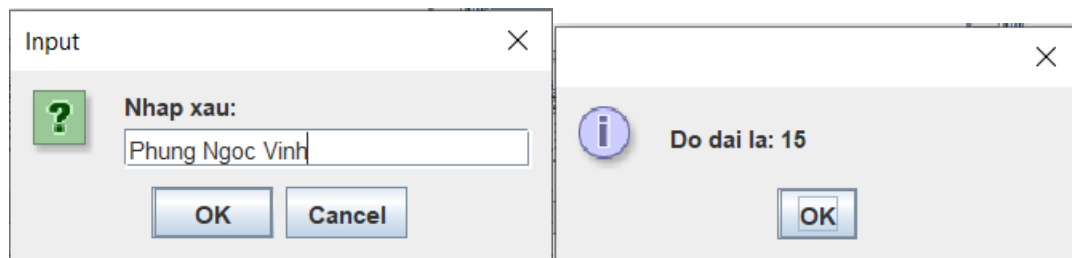 Input
Nhap xau:
Phung Ngoc Vinh
OK
Cancel
Do dai la: 15
OK